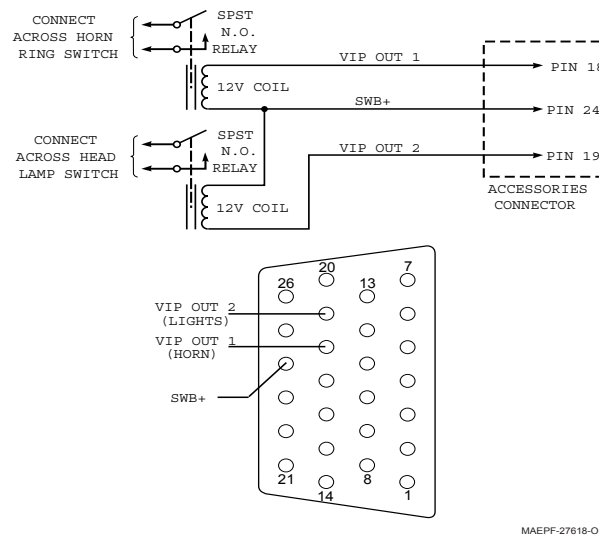 CONNECT
ACROSS HORN
RING SWITCH
SPST
N.O.
RELAY
12V COIL
VIP OUT 1
PIN 18
SWB+
PIN 24
CONNECT
ACROSS HEAD
LAMP SWITCH
SPST
N.O.
RELAY
12V COIL
VIP OUT 2
PIN 19
ACCESSORIES
CONNECTOR
26
20
13
7
VIP OUT 2
(LIGHTS)
VIP OUT 1
(HORN)
SWB+
21
14
8
1
MAEPF-27618-O